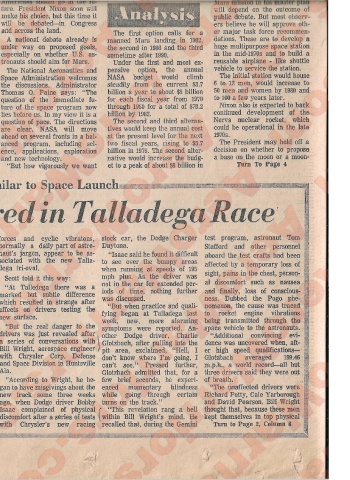 ident Nixon must
make his choice, but this time it
will be debated—in Congress
and across the land.
A national debate already is
under way on proposed goals,
especially on whether U.S. as-
tronauts should aim for Mars.
The National Aeronautics and
Space Administration welcomes
the discussions. Administrator
Thomas O. Paine says: "The
question of the immediate fu-
ture of the space program now
lies before us. In my view it is a
question of pace. The directions
are clear. NASA will move
ahead on several fronts in a bal-
anced program, including sci-
ence, applications, exploration
and new technology.
"But how vigorously we want
Analysis
The first option calls for a
manned Mars landing in 1982,
the second in 1986 and the third
sometime after 1990.
Under the first and most ex-
pensive option, the annual
NASA budget would climb
steadily from the current $3.7
billion a year to about $8 billion
for each fiscal year from 1979
through 1980 for a total of
billion by 1983.
The second and third alterna-
tives would keep the annual cost
at the present level for the next
two fiscal years, rising to $5.7
billion in 1976. The second alter-
native would increase the budg-
et to a peak of about $8 billion in
will depend on the outcome of
public debate. But most observ-
ers believe he will approve oth-
er major task force recommen-
dations. These are to develop a
huge multipurpose space station
in the mid-1970s and to build a
reusable airplane - like shuttle
vehicle to service the station.
The initial station would house
6 to 12 men, would increase to
50 men and women by 1980 and
to 100 a few years later.
Nixon also is expected to back
continued development of the
Nerva nuclear rocket, which
could be operational in the late
1970s.
The President may hold off a
decision on whether to propose
a base on the moon or a moon-
Turn To Page 4
ilar to Space Launch
red in Talladega Race
forces and cyclic vibration,
normally a daily part of astro-
naut's jargon, appear to be as-
sociated with the new Talla-
dega tri-oval.
Scott told it this way:
"At Talladega there was a
marked but subtle difference
which resulted in strange after
affects on drivers testing the
new surface.
"But the real danger to the
drivers was just revealed after
a series of conversations with
Bill Wright, aerospace engineer
with Chrysler Corp. Defense
and Space Division in Huntsville
Ala.
"According to Wright, he be-
gan to have misgivings about the
new track some three weeks
ago, when Dodge driver Bobby
Isaac complained of physical
discomfort after a series of tests
with Chrysler's new racing
stock car, the Dodge Charger
Daytona.
"Isaac said he found it difficult
to see over the bumpy areas
when running at speeds of 195
mph plus. As the driver was
not in the car for extended per-
iods of time, nothing further
was discussed.
"But when practice and quali-
fying began at Talladega last
week, new, more alarming
symptoms were reported. An-
other Dodge driver, Charlie
Glotzbach, after pulling into the
pit area, exclaimed, "Hell, I
don't know where I'm going, I
can't see." Pressed further,
Glotzbach admitted that, for a
few brief seconds, he experi-
enced momentary blindness
while going through certain
turns on the track."
"This revelation rang a bell
within Bill Wright's mind. He
recalled that, during the Gemini
test program, astronaut Tom
Stafford and other personnel
aboard the test crafts had been
affected by a temporary loss of
sight, pains in the chest, person-
al discomfort such as nausea
and finally, loss of conscious-
ness. Dubbed the Pogo phe-
nomenon, the cause was traced
to rocket engine vibrations
being transmitted through the
space vehicle to the astronauts.
"Additional convincing evi-
dence was uncovered when, aft-
er high speed qualifications—
Glotzbach averaged 199.46
m.p.h., a world record—all but
three drivers said they were out
of breath.
"The unaffected drivers were
Richard Petty, Cale Yarborough
and David Pearson. Bill Wright
thought that, because these men
kept themselves in top physical
Turn to Page 2, Column 8